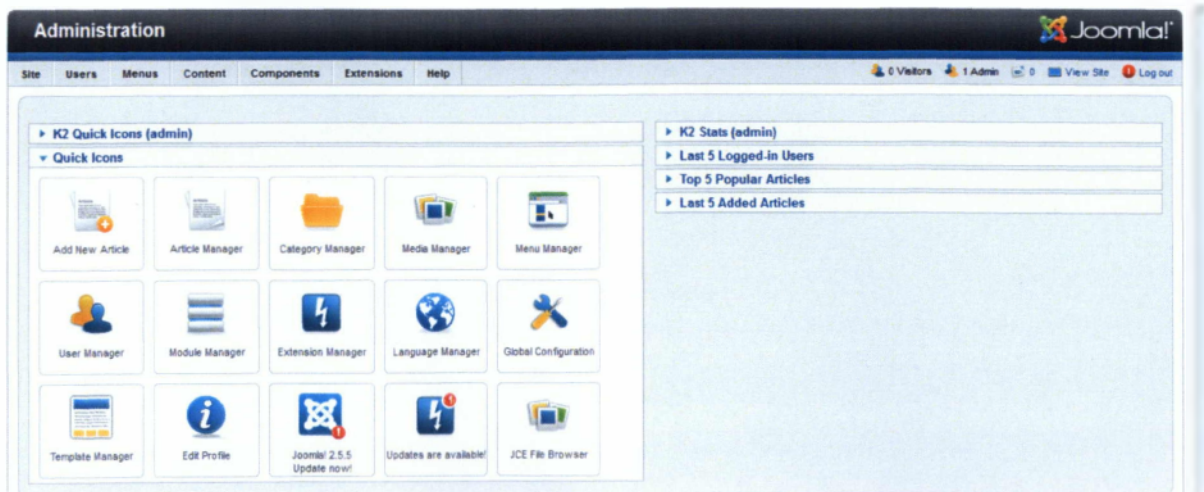 Administration
Joomla!
Site Users Menus Content Components Extensions Help
0 Visitors 1 Admin 0 View Site Log out
K2 Quick Icons (admin)
Quick Icons
Add New Article Article Manager Category Manager Media Manager Menu Manager
User Manager Module Manager Extension Manager Language Manager Global Configuration
Template Manager Edit Profile Joomla! 2.5.5 Updates are available! JCE File Browser
Update now!
K2 Stats (admin)
Last 5 Logged-in Users
Top 5 Popular Articles
Last 5 Added Articles